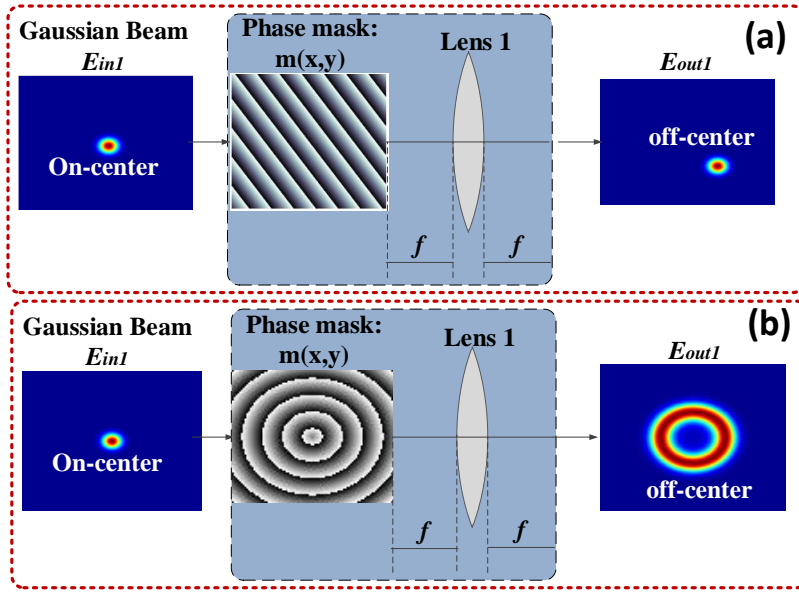 (a)
Gaussian Beam
Ein1
On-center
Phase mask:
m(x,y)
Lens 1
f
f
Eout1
off-center
(b)
Gaussian Beam
Ein1
On-center
Phase mask:
m(x,y)
Lens 1
f
f
Eout1
off-center